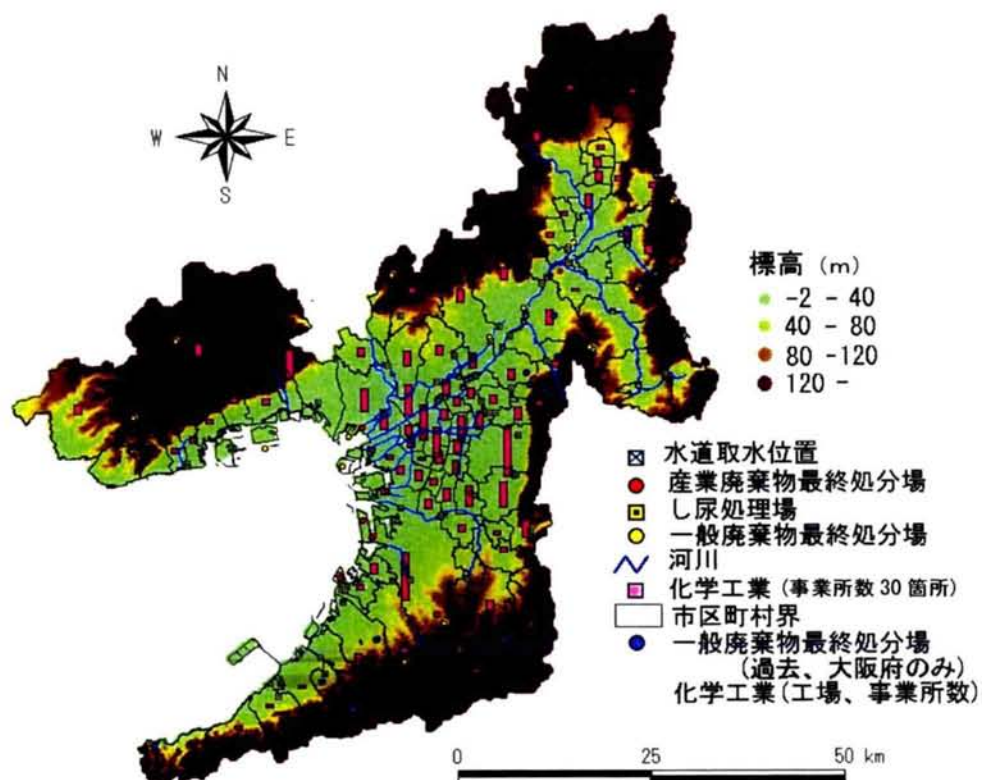 N
W E
S
標高 (m)
-2 - 40
40 - 80
80 -120
120 -
水道取水位置
産業廃棄物最終処分場
し尿処理場
一般廃棄物最終処分場
河川
化学工業 (事業所数 30 箇所)
市区町村界
一般廃棄物最終処分場
(過去、大阪府のみ)
化学工業(工場、事業所数)
0 25 50 km